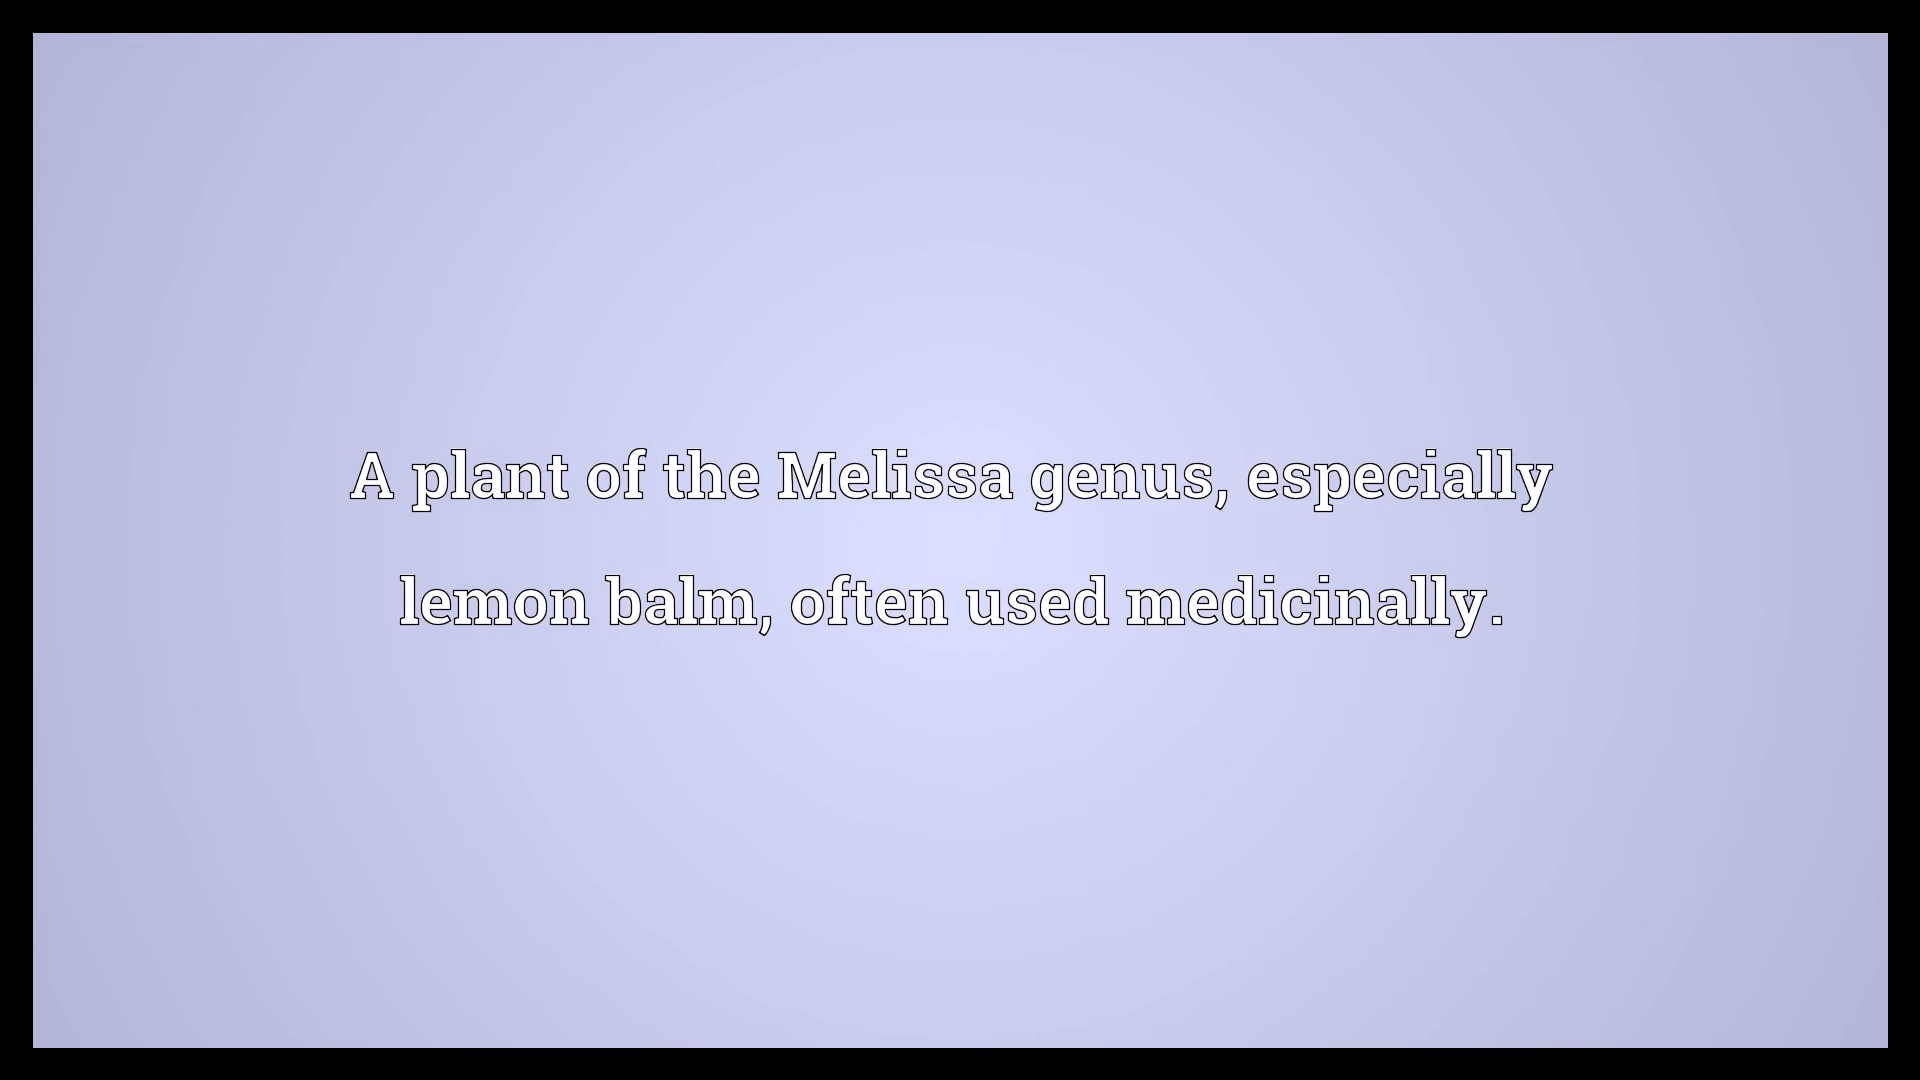 A plant of the Melissa genus, especially
lemon balm, often used medicinally.